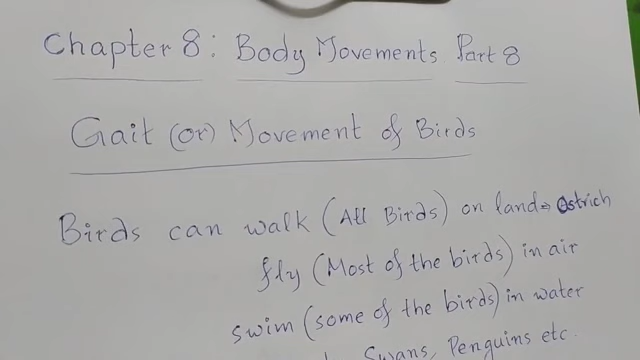 Chapter 8: Body Movements Part 8
Gait (or) Movement of Birds
Birds can walk (All Birds) on land → Ostrich
fly (Most of the birds) in air
swim (some of the birds) in water
Swans, Penguins etc.